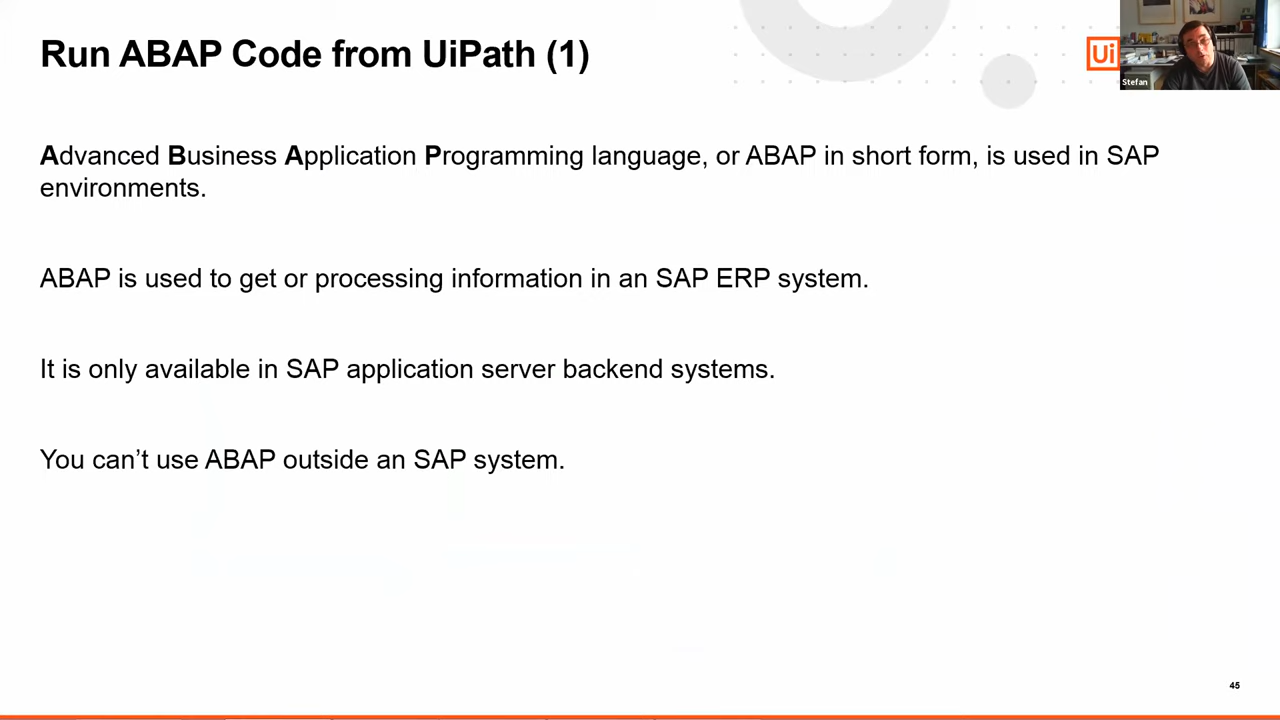 Run ABAP Code from UiPath (1)
Ui
Stefan
Advanced Business Application Programming language, or ABAP in short form, is used in SAP
environments.
ABAP is used to get or processing information in an SAP ERP system.
It is only available in SAP application server backend systems.
You can’t use ABAP outside an SAP system.
45